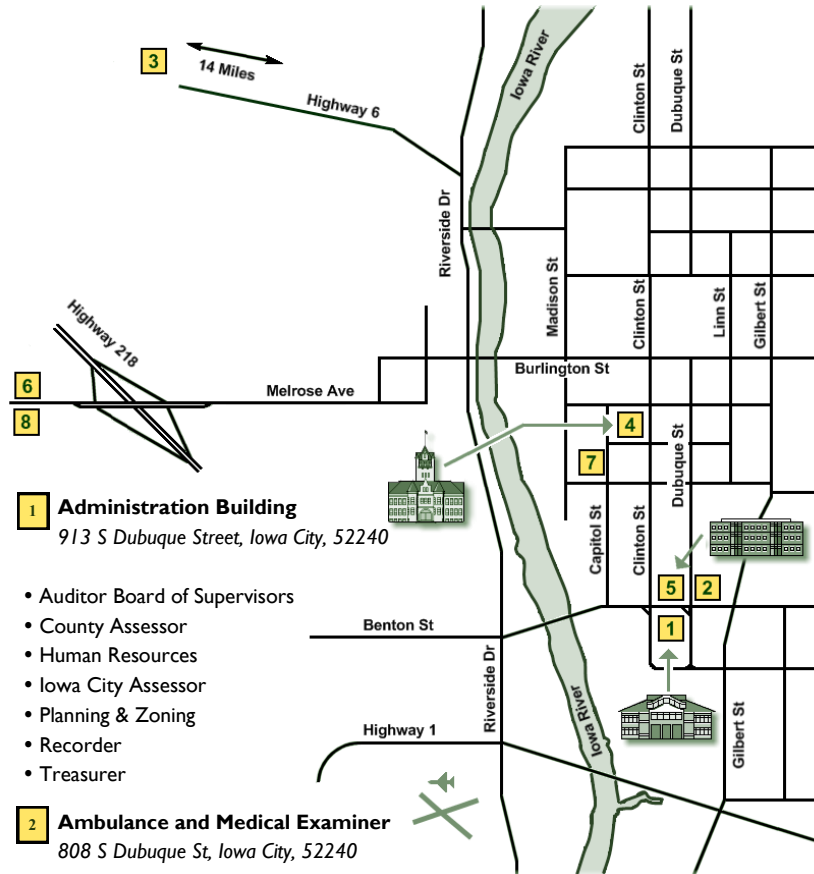 3
14 Miles
Highway 6
Iowa River
Clinton St
Dubuque St
Riverside Dr
Madison St
Clinton St
Linn St
Gilbert St
Highway 218
Burlington St
Melrose Ave
6
8
4
7
Dubuque St
Capitol St
Clinton St
5
2
1
Benton St
Riverside Dr
Iowa River
Highway 1
Gilbert St
1 Administration Building
913 S Dubuque Street, Iowa City, 52240
• Auditor Board of Supervisors
• County Assessor
• Human Resources
• Iowa City Assessor
• Planning & Zoning
• Recorder
• Treasurer
2 Ambulance and Medical Examiner
808 S Dubuque St, Iowa City, 52240